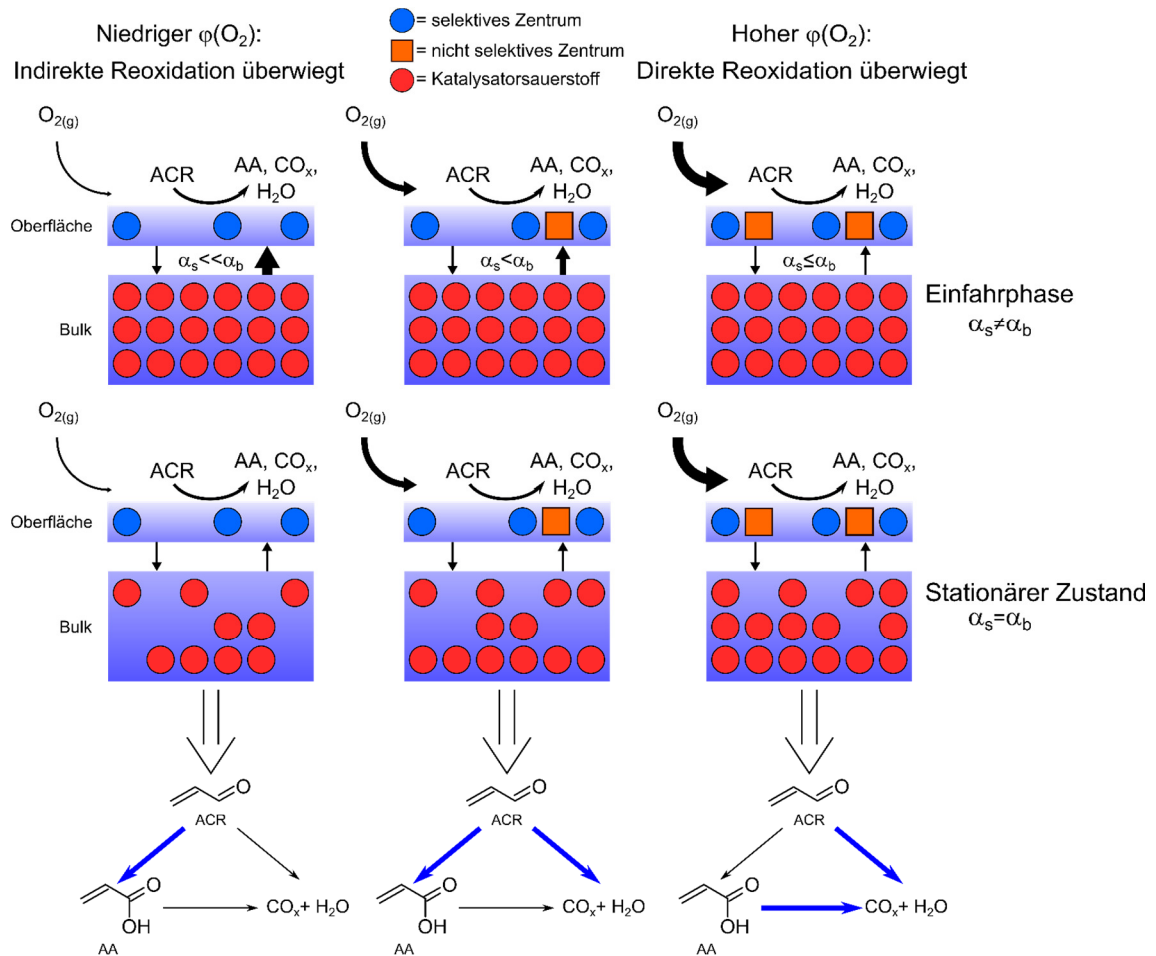 Niedriger φ(O₂):
Indirekte Reoxidation überwiegt
= selektives Zentrum
= nicht selektives Zentrum
= Katalysatorsauerstoff
Hoher φ(O₂):
Direkte Reoxidation überwiegt
O₂₍g₎
ACR
AA, COₓ,
H₂O
O₂₍g₎
ACR
AA, COₓ,
H₂O
O₂₍g₎
ACR
AA, COₓ,
H₂O
Oberfläche
αs<<αb
αs<αb
αs≤αb
Bulk
Einfahrphase
αs≠αb
O₂₍g₎
ACR
AA, COₓ,
H₂O
O₂₍g₎
ACR
AA, COₓ,
H₂O
O₂₍g₎
ACR
AA, COₓ,
H₂O
Oberfläche
Bulk
Stationärer Zustand
αs=αb
O
ACR
O
OH
AA
COₓ+ H₂O
O
ACR
O
OH
AA
COₓ+ H₂O
O
ACR
O
OH
AA
COₓ+ H₂O